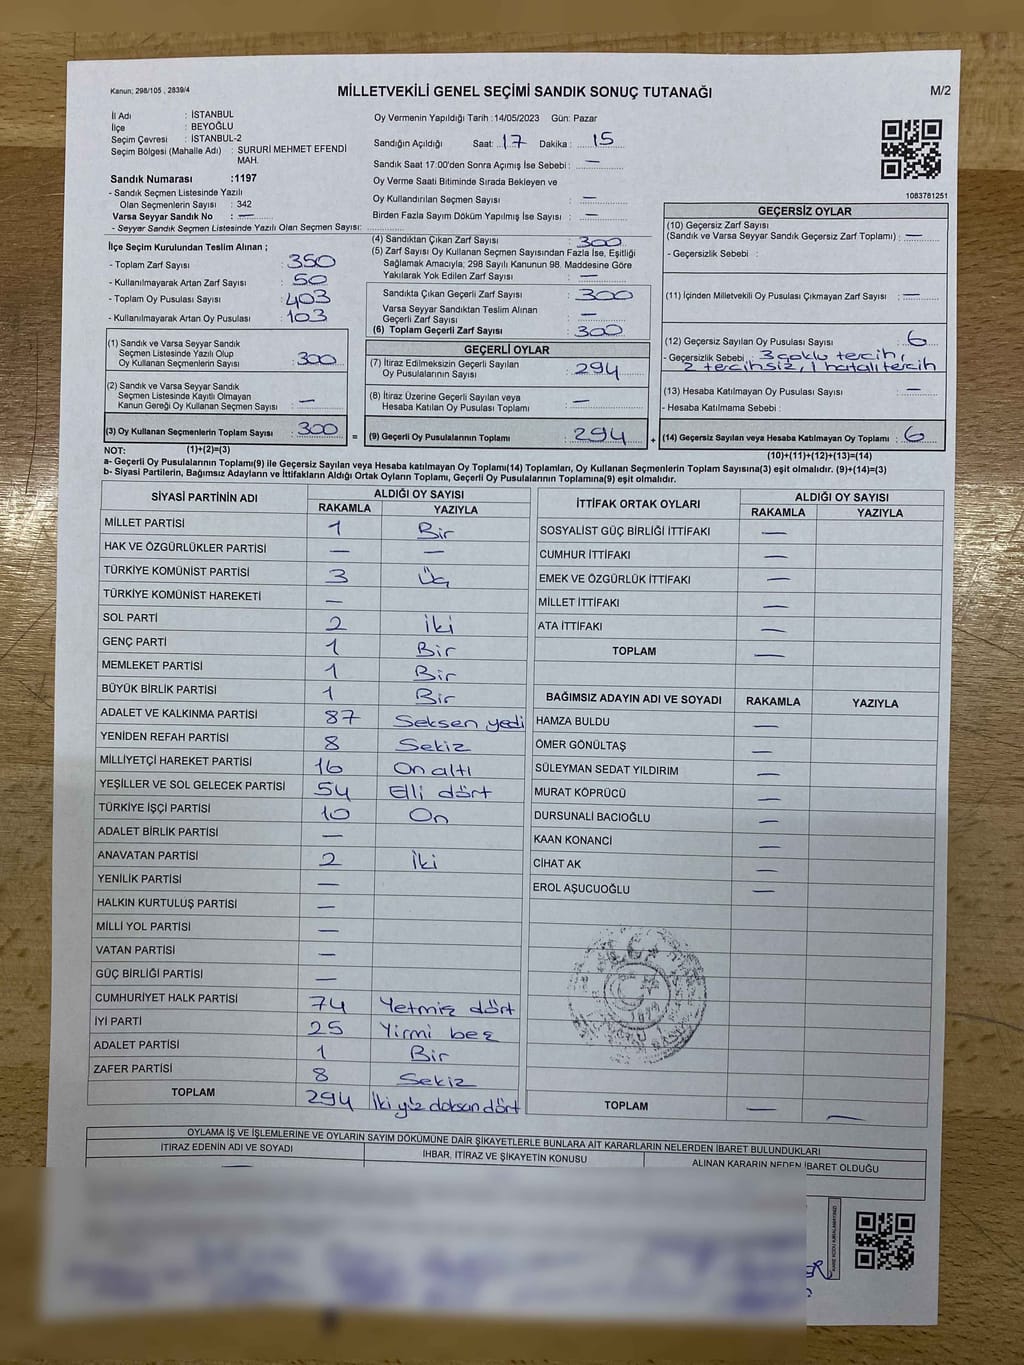 Kanun; 298/105 , 2839/4
MİLLETVEKİLİ GENEL SEÇİMİ SANDIK SONUÇ TUTANAĞI
M/2
İl Adı : İSTANBUL
İlçe : BEYOĞLU
Seçim Çevresi : İSTANBUL-2
Seçim Bölgesi (Mahalle Adı) : SURURİ MEHMET EFENDİ
MAH.
Sandık Numarası :1197
- Sandık Seçmen Listesinde Yazılı
Olan Seçmenlerin Sayısı : 342
Varsa Seyyar Sandık No : —
- Seyyar Sandık Seçmen Listesinde Yazılı Olan Seçmen Sayısı:
Oy Vermenin Yapıldığı Tarih :14/05/2023 Gün: Pazar
Sandığın Açıldığı Saat: 17 Dakika : 15
Sandık Saat 17:00'den Sonra Açımış İse Sebebi : —
Oy Verme Saati Bitiminde Sırada Bekleyen ve
Oy Kullandırılan Seçmen Sayısı : —
Birden Fazla Sayım Döküm Yapılmış İse Sayısı : —
1083781251
İlçe Seçim Kurulundan Teslim Alınan ;
- Toplam Zarf Sayısı : 350
- Kullanılmayarak Artan Zarf Sayısı : 50
- Toplam Oy Pusulası Sayısı : 403
- Kullanılmayarak Artan Oy Pusulası : 103
(1) Sandık ve Varsa Seyyar Sandık
Seçmen Listesinde Yazılı Olup
Oy Kullanan Seçmenlerin Sayısı : 300
(2) Sandık ve Varsa Seyyar Sandık
Seçmen Listesinde Kayıtlı Olmayan
Kanun Gereği Oy Kullanan Seçmen Sayısı : —
(3) Oy Kullanan Seçmenlerin Toplam Sayısı : 300
(1)+(2)=(3)
(4) Sandıktan Çıkan Zarf Sayısı : 300
(5) Zarf Sayısı Oy Kullanan Seçmen Sayısından Fazla İse, Eşitliği
Sağlamak Amacıyla, 298 Sayılı Kanunun 98. Maddesine Göre
Yakılarak Yok Edilen Zarf Sayısı : —
Sandıkta Çıkan Geçerli Zarf Sayısı : 300
Varsa Seyyar Sandıktan Teslim Alınan
Geçerli Zarf Sayısı : —
(6) Toplam Geçerli Zarf Sayısı : 300
GEÇERLİ OYLAR
(7) İtiraz Edilmeksizin Geçerli Sayılan
Oy Pusulalarının Sayısı : 294
(8) İtiraz Üzerine Geçerli Sayılan veya
Hesaba Katılan Oy Pusulası Toplamı : —
= (9) Geçerli Oy Pusulalarının Toplamı : 294
GEÇERSİZ OYLAR
(10) Geçersiz Zarf Sayısı
(Sandık ve Varsa Seyyar Sandık Geçersiz Zarf Toplamı) : —
- Geçersizlik Sebebi :
(11) İçinden Milletvekili Oy Pusulası Çıkmayan Zarf Sayısı : —
(12) Geçersiz Sayılan Oy Pusulası Sayısı : 6
- Geçersizlik Sebebi : 3 çoklu tercih,
2 tercihsiz, 1 hatalı tercih
(13) Hesaba Katılmayan Oy Pusulası Sayısı : —
- Hesaba Katılmama Sebebi :
+ (14) Geçersiz Sayılan veya Hesaba Katılmayan Oy Toplamı : 6
(10)+(11)+(12)+(13)=(14)
NOT:
a- Geçerli Oy Pusulasının Toplamı(9) ile Geçersiz Sayılan veya Hesaba katılmayan Oy Toplamı(14) Toplamları, Oy Kullanan Seçmenlerin Toplam Sayısına(3) eşit olmalıdır. (9)+(14)=(3)
b- Siyasi Partilerin, Bağımsız Adayların ve İttifakların Aldığı Ortak Oyların Toplamı, Geçerli Oy Pusulalarının Toplamına(9) eşit olmalıdır.
SİYASİ PARTİNİN ADI ALDIĞI OY SAYISI
RAKAMLA YAZIYLA
MİLLET PARTİSİ 1 Bir
HAK VE ÖZGÜRLÜKLER PARTİSİ — —
TÜRKİYE KOMÜNİST PARTİSİ 3 Üç
TÜRKİYE KOMÜNİST HAREKETİ —
SOL PARTİ 2 İki
GENÇ PARTİ 1 Bir
MEMLEKET PARTİSİ 1 Bir
BÜYÜK BİRLİK PARTİSİ 1 Bir
ADALET VE KALKINMA PARTİSİ 87 Seksen yedi
YENİDEN REFAH PARTİSİ 8 Sekiz
MİLLİYETÇİ HAREKET PARTİSİ 16 On altı
YEŞİLLER VE SOL GELECEK PARTİSİ 54 Elli dört
TÜRKİYE İŞÇİ PARTİSİ 10 On
ADALET BİRLİK PARTİSİ —
ANAVATAN PARTİSİ 2 İki
YENİLİK PARTİSİ —
HALKIN KURTULUŞ PARTİSİ —
MİLLİ YOL PARTİSİ —
VATAN PARTİSİ —
GÜÇ BİRLİĞİ PARTİSİ —
CUMHURİYET HALK PARTİSİ 74 Yetmiş dört
İYİ PARTİ 25 Yirmi beş
ADALET PARTİSİ 1 Bir
ZAFER PARTİSİ 8 Sekiz
TOPLAM 294 İki yüz doksan dört
İTTİFAK ORTAK OYLARI ALDIĞI OY SAYISI
RAKAMLA YAZIYLA
SOSYALİST GÜÇ BİRLİĞİ İTTİFAKI —
CUMHUR İTTİFAKI —
EMEK VE ÖZGÜRLÜK İTTİFAKI —
MİLLET İTTİFAKI —
ATA İTTİFAKI —
TOPLAM —
BAĞIMSIZ ADAYIN ADI VE SOYADI RAKAMLA YAZIYLA
HAMZA BULDU —
ÖMER GÖNÜLTAŞ —
SÜLEYMAN SEDAT YILDIRIM —
MURAT KÖPRÜCÜ —
DURSUNALİ BACIOĞLU —
KAAN KONANCİ —
CİHAT AK —
EROL AŞUCUOĞLU —
TOPLAM — —
OYLAMA İŞ VE İŞLEMLERİNE VE OYLARIN SAYIM DÖKÜMÜNE DAİR ŞİKAYETLERLE BUNLARA AİT KARARLARIN NELERDEN İBARET BULUNDUKLARI
İTİRAZ EDENİN ADI VE SOYADI İHBAR, İTİRAZ VE ŞİKAYETİN KONUSU ALINAN KARARIN NEDEN İBARET OLDUĞU